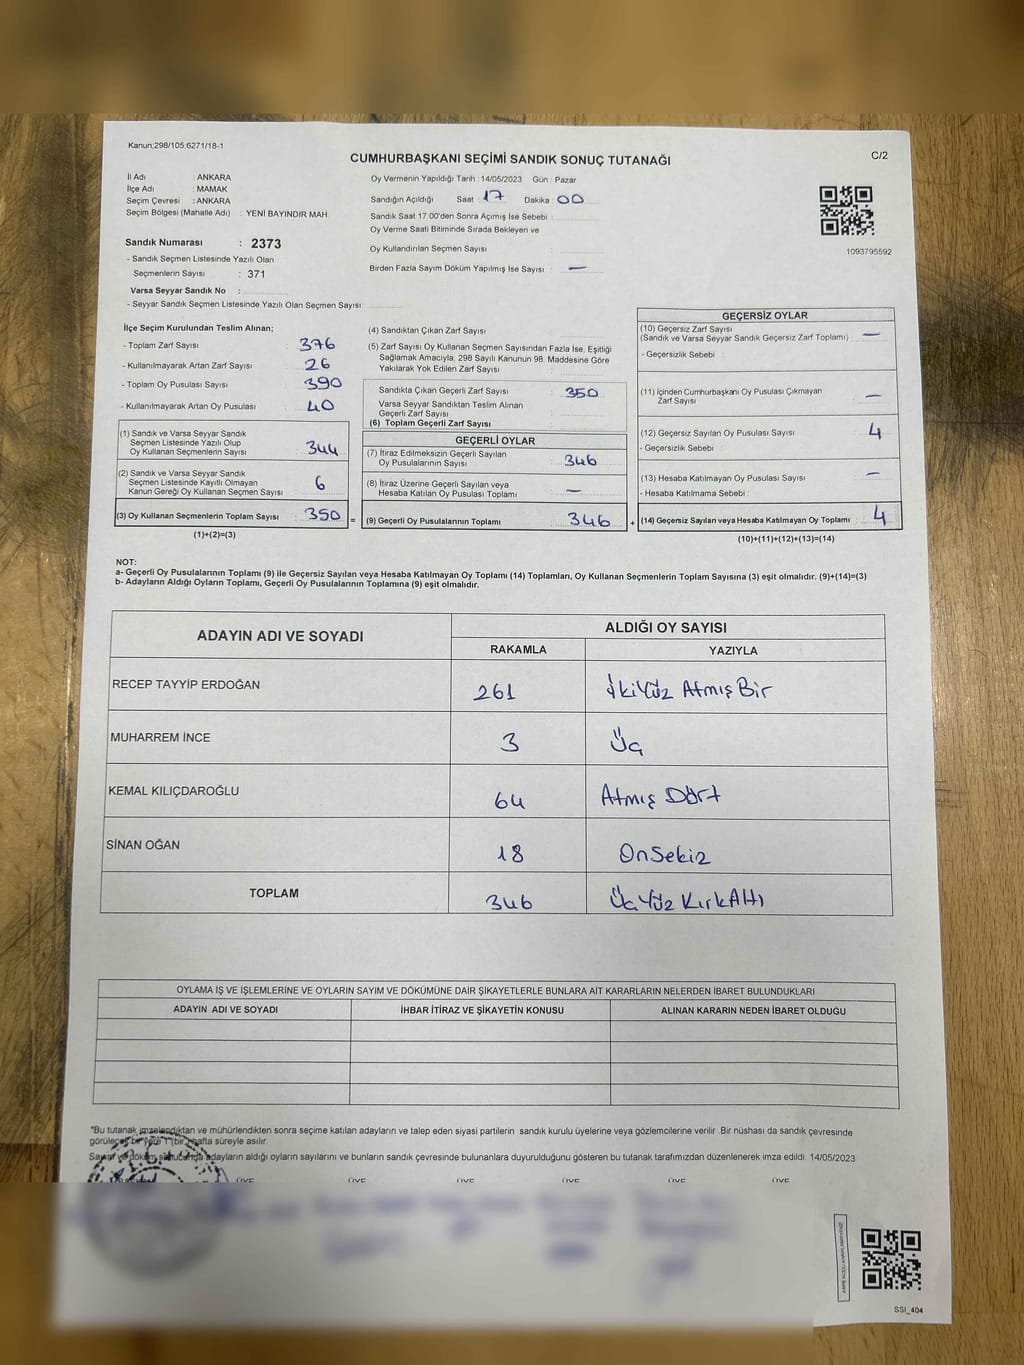 Kanun,298/105,6271/18-1
CUMHURBAŞKANI SEÇİMİ SANDIK SONUÇ TUTANAĞI
C/2
İl Adı : ANKARA
İlçe Adı : MAMAK
Seçim Çevresi : ANKARA
Seçim Bölgesi (Mahalle Adı) : YENİ BAYINDIR MAH
Sandık Numarası : 2373
- Sandık Seçmen Listesinde Yazılı Olan
Seçmenlerin Sayısı : 371
Varsa Seyyar Sandık No :
- Seyyar Sandık Seçmen Listesinde Yazılı Olan Seçmen Sayısı:
Oy Vermenin Yapıldığı Tarih : 14/05/2023 Gün : Pazar
Sandığın Açıldığı Saat : 17 Dakika : 00
Sandık Saat 17:00'den Sonra Açımış İse Sebebi :
Oy Verme Saati Bitiminde Sırada Bekleyen ve
Oy Kullandırılan Seçmen Sayısı :
Birden Fazla Sayım Döküm Yapılmış İse Sayısı : —
1093795592
İlçe Seçim Kurulundan Teslim Alınan;
- Toplam Zarf Sayısı : 376
- Kullanılmayarak Artan Zarf Sayısı : 26
- Toplam Oy Pusulası Sayısı : 390
- Kullanılmayarak Artan Oy Pusulası : 40
(1) Sandık ve Varsa Seyyar Sandık
Seçmen Listesinde Yazılı Olup
Oy Kullanan Seçmenlerin Sayısı : 344
(2) Sandık ve Varsa Seyyar Sandık
Seçmen Listesinde Kayıtlı Olmayan
Kanun Gereği Oy Kullanan Seçmen Sayısı : 6
(3) Oy Kullanan Seçmenlerin Toplam Sayısı : 350 =
(1)+(2)=(3)
(4) Sandıktan Çıkan Zarf Sayısı :
(5) Zarf Sayısı Oy Kullanan Seçmen Sayısından Fazla İse, Eşitliği
Sağlamak Amacıyla; 298 Sayılı Kanunun 98. Maddesine Göre
Yakılarak Yok Edilen Zarf Sayısı :
Sandıkta Çıkan Geçerli Zarf Sayısı : 350
Varsa Seyyar Sandıktan Teslim Alınan
Geçerli Zarf Sayısı :
(6) Toplam Geçerli Zarf Sayısı :
GEÇERLİ OYLAR
(7) İtiraz Edilmeksizin Geçerli Sayılan
Oy Pusulalarının Sayısı : 346
(8) İtiraz Üzerine Geçerli Sayılan veya
Hesaba Katılan Oy Pusulası Toplamı : —
(9) Geçerli Oy Pusulalarının Toplamı : 346 +
GEÇERSİZ OYLAR
(10) Geçersiz Zarf Sayısı
(Sandık ve Varsa Seyyar Sandık Geçersiz Zarf Toplamı) : —
- Geçersizlik Sebebi :
(11) İçinden Cumhurbaşkanı Oy Pusulası Çıkmayan
Zarf Sayısı : —
(12) Geçersiz Sayılan Oy Pusulası Sayısı : 4
- Geçersizlik Sebebi :
(13) Hesaba Katılmayan Oy Pusulası Sayısı : —
- Hesaba Katılmama Sebebi :
(14) Geçersiz Sayılan veya Hesaba Katılmayan Oy Toplamı : 4
(10)+(11)+(12)+(13)=(14)
NOT:
a- Geçerli Oy Pusulalarının Toplamı (9) ile Geçersiz Sayılan veya Hesaba Katılmayan Oy Toplamı (14) Toplamları, Oy Kullanan Seçmenlerin Toplam Sayısına (3) eşit olmalıdır. (9)+(14)=(3)
b- Adayların Aldığı Oyların Toplamı, Geçerli Oy Pusulalarının Toplamına (9) eşit olmalıdır.
ADAYIN ADI VE SOYADI
ALDIĞI OY SAYISI
RAKAMLA YAZIYLA
RECEP TAYYİP ERDOĞAN 261 İkiYüz AtmışBir
MUHARREM İNCE 3 Üç
KEMAL KILIÇDAROĞLU 64 Atmış Dört
SİNAN OĞAN 18 OnSekiz
TOPLAM 346 ÜçYüz KırkAltı
OYLAMA İŞ VE İŞLEMLERİNE VE OYLARIN SAYIM VE DÖKÜMÜNE DAİR ŞİKAYETLERLE BUNLARA AİT KARARLARIN NELERDEN İBARET BULUNDUKLARI
ADAYIN ADI VE SOYADI İHBAR İTİRAZ VE ŞİKAYETİN KONUSU ALINAN KARARIN NEDEN İBARET OLDUĞU
*Bu tutanak imzalandıktan ve mühürlendikten sonra seçime katılan adayların ve talep eden siyasi partilerin sandık kurulu üyelerine veya gözlemcilerine verilir. Bir nüshası da sandık çevresinde
görülecek bir yere 1 (bir) hafta süreyle asılır.
Sayım ve döküm sonucunda adayların aldığı oyların sayılarını ve bunların sandık çevresinde bulunanlara duyurulduğunu gösteren bu tutanak tarafımızdan düzenlenerek imza edildi. 14/05/2023
ÜYE ÜYE ÜYE ÜYE ÜYE ÜYE
SSI_404